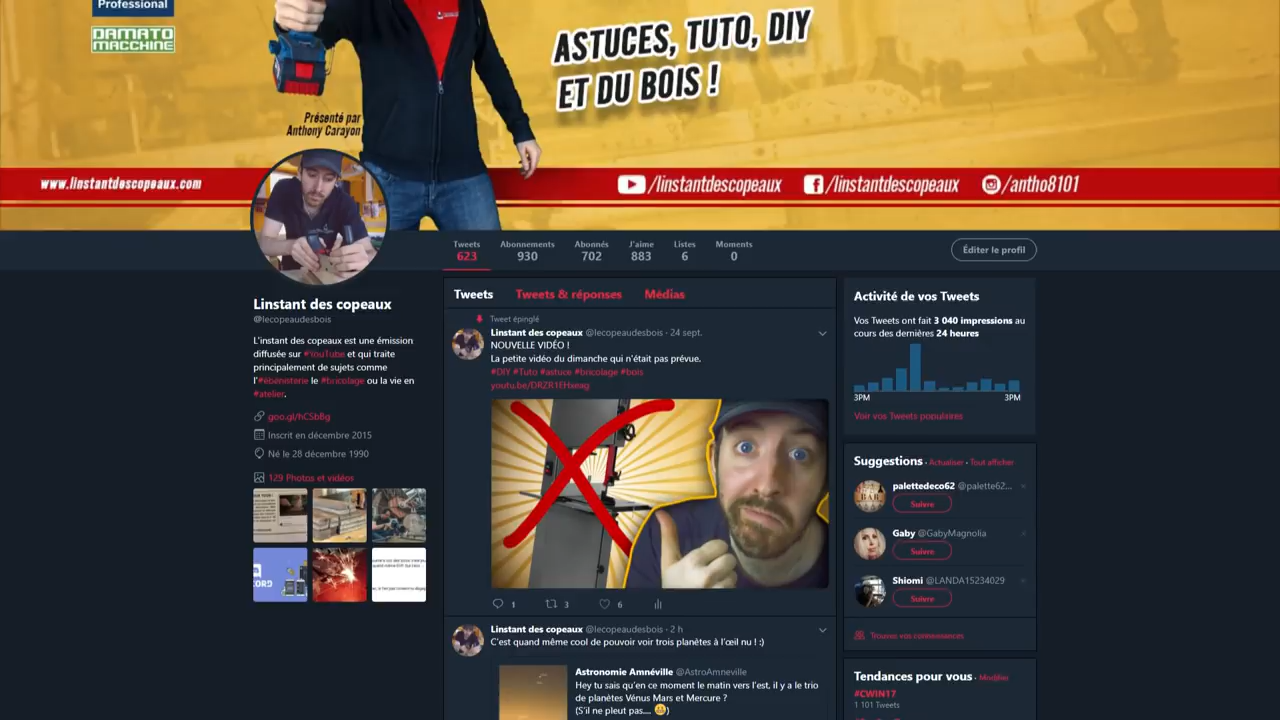 Professional
DAMATO
MACCHINE
ASTUCES, TUTO, DIY
ET DU BOIS !
Présenté par
Anthony Carayon
www.linstantdescopeaux.com
/linstantdescopeaux
/linstantdescopeaux
/antho8101
Tweets
623
Abonnements
930
Abonnés
702
J'aime
883
Listes
6
Moments
0
Éditer le profil
Linstant des copeaux
@lecopeaudesbois
L'instant des copeaux est une émission
diffusée sur #YouTube et qui traite
principalement de sujets comme
l'#ébénisterie le #bricolage ou la vie en
#atelier.
goo.gl/hCSbBg
Inscrit en décembre 2015
Né le 28 décembre 1990
129 Photos et vidéos
Tweets
Tweets & réponses
Médias
Tweet épinglé
Linstant des copeaux @lecopeaudesbois · 24 sept.
NOUVELLE VIDÉO !
La petite vidéo du dimanche qui n'était pas prévue.
#DIY #Tuto #astuce #bricolage #bois
1
3
6
Linstant des copeaux @lecopeaudesbois · 2 h
C'est quand même cool de pouvoir voir trois planètes à l'œil nu ! :)
Astronomie Amnéville @AstroAmneville
Hey tu sais qu'en ce moment le matin vers l'est, il y a le trio
de planètes Vénus Mars et Mercure ?
(S'il ne pleut pas.... 😄)
Activité de vos Tweets
Vos Tweets ont fait 3 040 impressions au
cours des dernières 24 heures
3PM
3PM
Voir vos Tweets populaires
Suggestions · Actualiser · Tout afficher
palettedeco62 @palette62...
Suivre
Gaby @GabyMagnolia
Suivre
Shiomi @LANDA15234029
Suivre
Trouvez vos connaissances
Tendances pour vous · Modifier
#CWIN17
1 101 Tweets